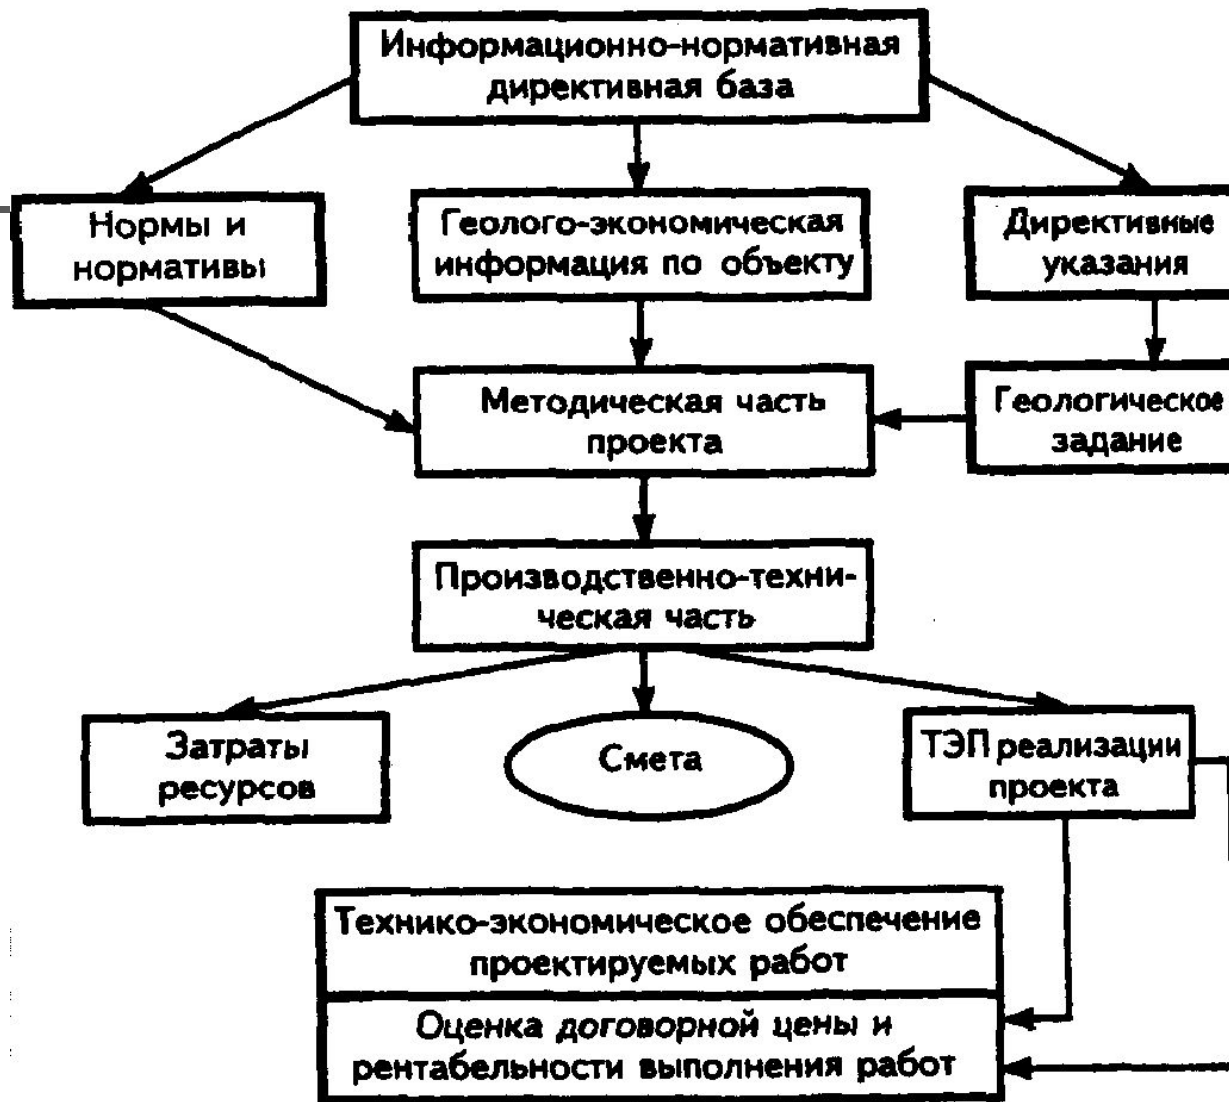 Информационно-нормативная
директивная база
Нормы и
нормативы
Геолого-экономическая
информация по объекту
Директивные
указания
Методическая часть
проекта
Геологическое
задание
Производственно-техни-
ческая часть
Затраты
ресурсов
Смета
ТЭП реализации
проекта
Технико-экономическое обеспечение
проектируемых работ
Оценка договорной цены и
рентабельности выполнения работ